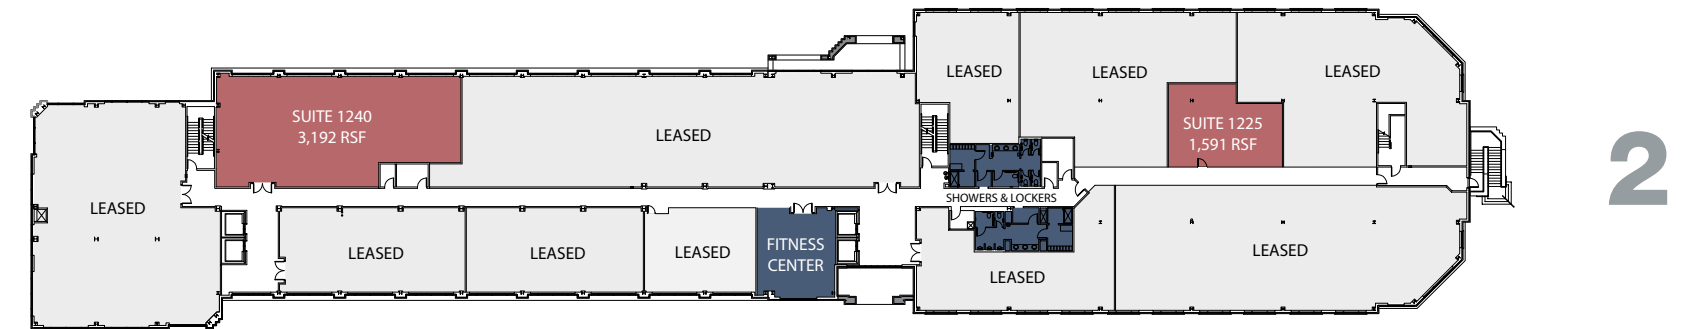 LEASED
LEASED
LEASED
SUITE 1240
3,192 RSF
LEASED
SUITE 1225
1,591 RSF
2
LEASED
SHOWERS & LOCKERS
LEASED
LEASED
LEASED
FITNESS
CENTER
LEASED
LEASED